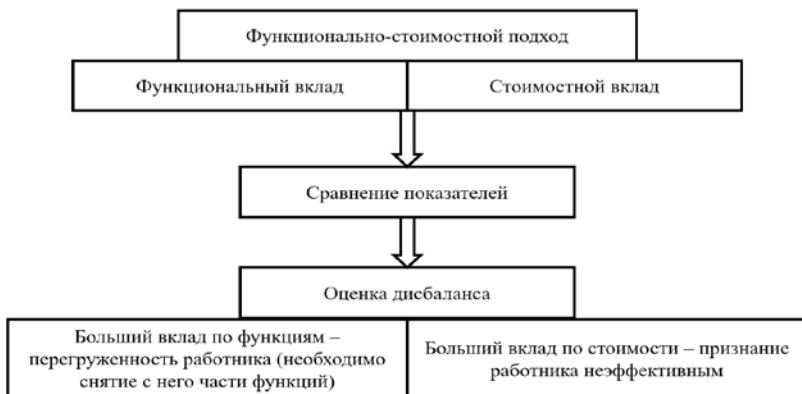 Функционально-стоимостной подход
Функциональный вклад
Стоимостной вклад
Сравнение показателей
Оценка дисбаланса
Больший вклад по функциям –
перегруженность работника (необходимо
снятие с него части функций)
Больший вклад по стоимости – признание
работника неэффективным